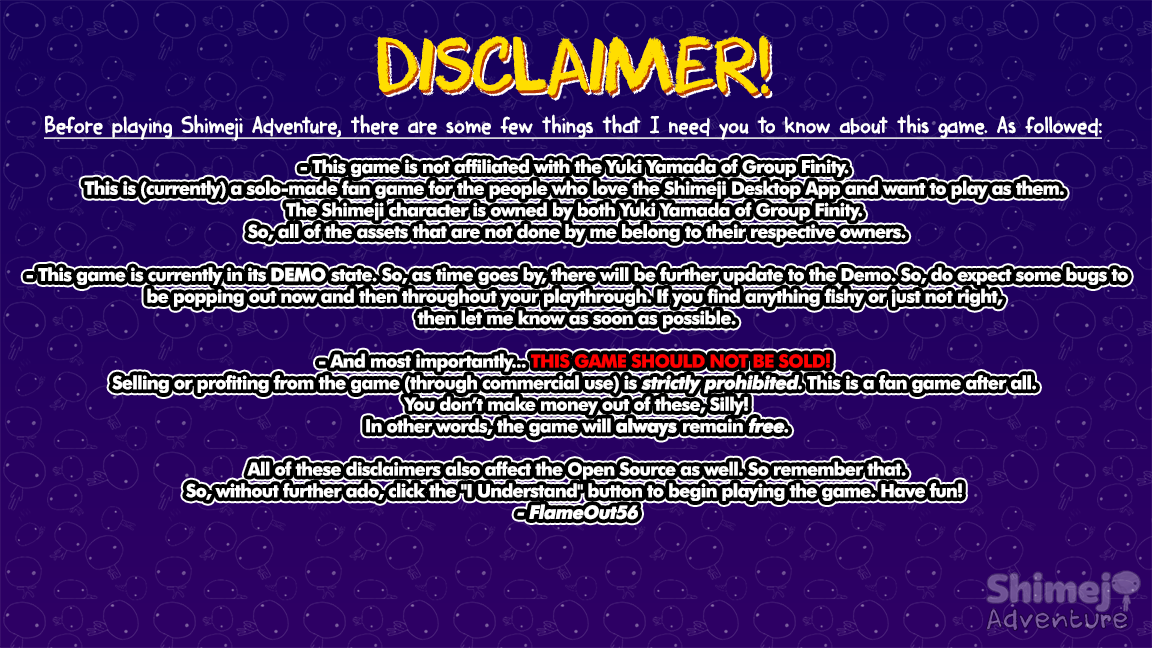 DISCLAIMER!
Before playing Shimeji Adventure, there are some few things that I need you to know about this game. As followed:
- This game is not affiliated with the Yuki Yamada of Group Finity.
This is (currently) a solo-made fan game for the people who love the Shimeji Desktop App and want to play as them.
The Shimeji character is owned by both Yuki Yamada of Group Finity.
So, all of the assets that are not done by me belong to their respective owners.
- This game is currently in its DEMO state. So, as time goes by, there will be further update to the Demo. So, do expect some bugs to
be popping out now and then throughout your playthrough. If you find anything fishy or just not right,
then let me know as soon as possible.
- And most importantly... THIS GAME SHOULD NOT BE SOLD!
Selling or profiting from the game (through commercial use) is strictly prohibited. This is a fan game after all.
You don't make money out of these, Silly!
In other words, the game will always remain free.
All of these disclaimers also affect the Open Source as well. So remember that.
So, without further ado, click the "I Understand" button to begin playing the game. Have fun!
- FlameOut56
Shimeji
Adventure